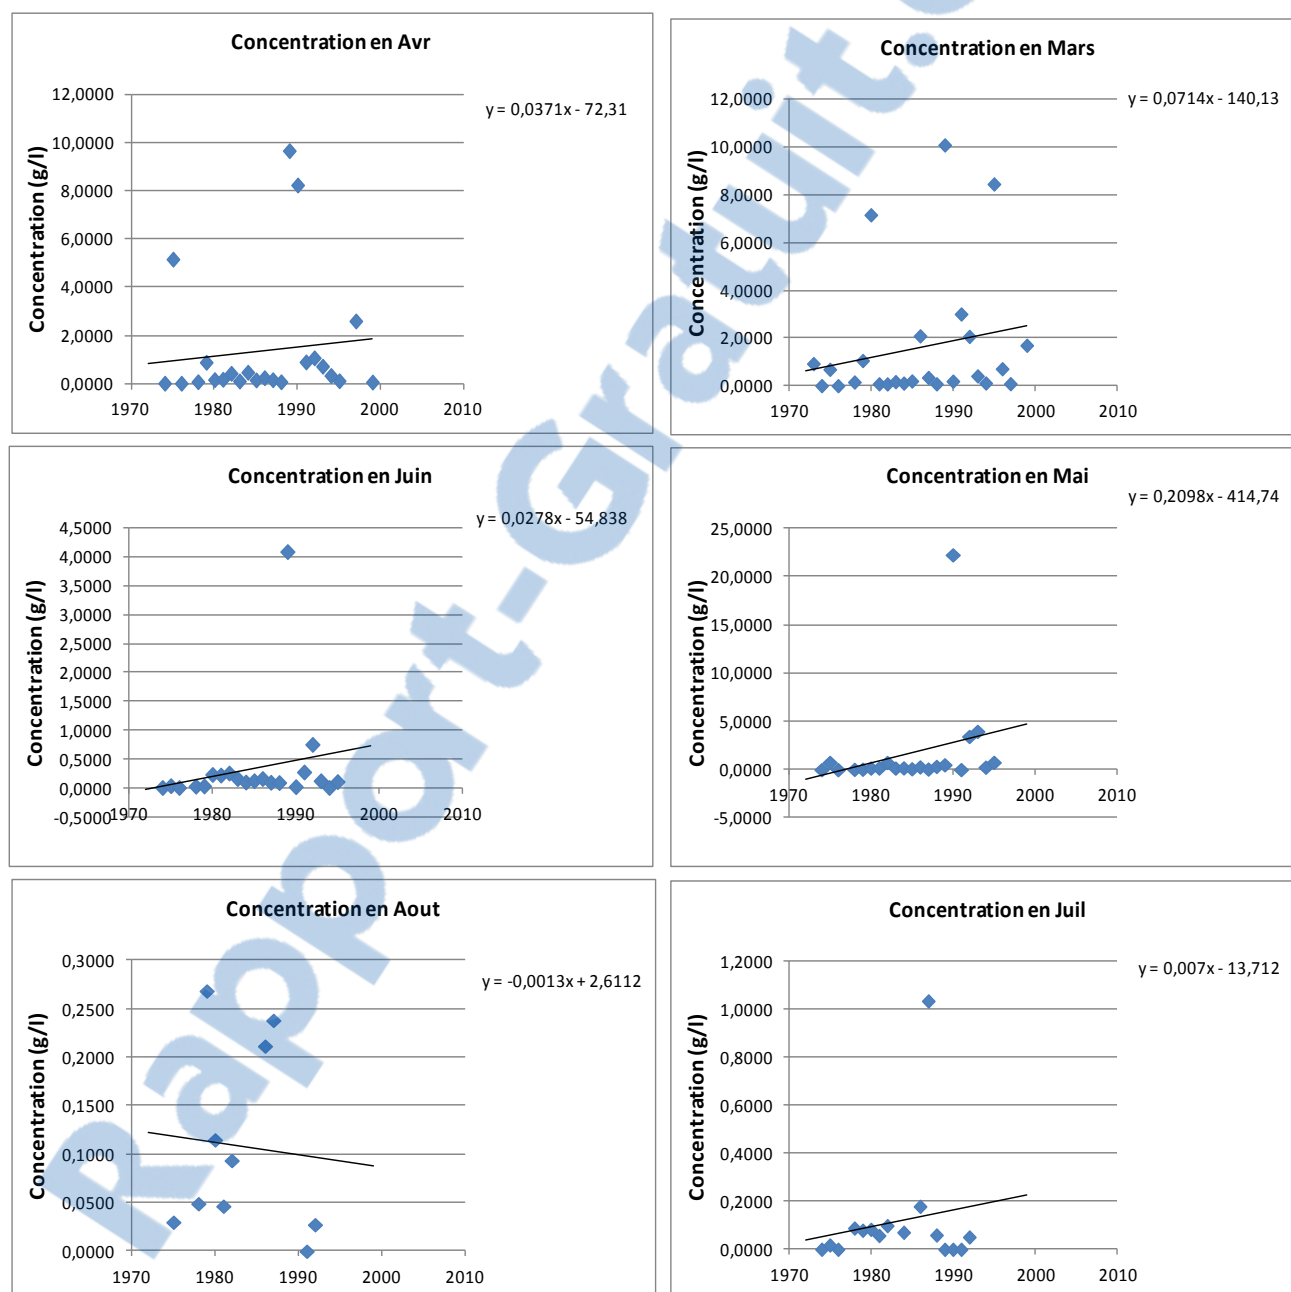 Concentration en Avr
y = 0,0371x - 72,31
Concentration (g/l)
12,0000
10,0000
8,0000
6,0000
4,0000
2,0000
0,0000
1970 1980 1990 2000 2010
Concentration en Mars
y = 0,0714x - 140,13
Concentration (g/l)
12,0000
10,0000
8,0000
6,0000
4,0000
2,0000
0,0000
1970 1980 1990 2000 2010
Concentration en Juin
y = 0,0278x - 54,838
Concentration (g/l)
4,5000
4,0000
3,5000
3,0000
2,5000
2,0000
1,5000
1,0000
0,5000
0,0000
-0,5000
1970 1980 1990 2000 2010
Concentration en Mai
y = 0,2098x - 414,74
Concentration (g/l)
25,0000
20,0000
15,0000
10,0000
5,0000
0,0000
-5,0000
1970 1980 1990 2000 2010
Concentration en Aout
y = -0,0013x + 2,6112
Concentration (g/l)
0,3000
0,2500
0,2000
0,1500
0,1000
0,0500
0,0000
1970 1980 1990 2000 2010
Concentration en Juil
y = 0,007x - 13,712
Concentration (g/l)
1,2000
1,0000
0,8000
0,6000
0,4000
0,2000
0,0000
1970 1980 1990 2000 2010
Rapport-Gratuit.